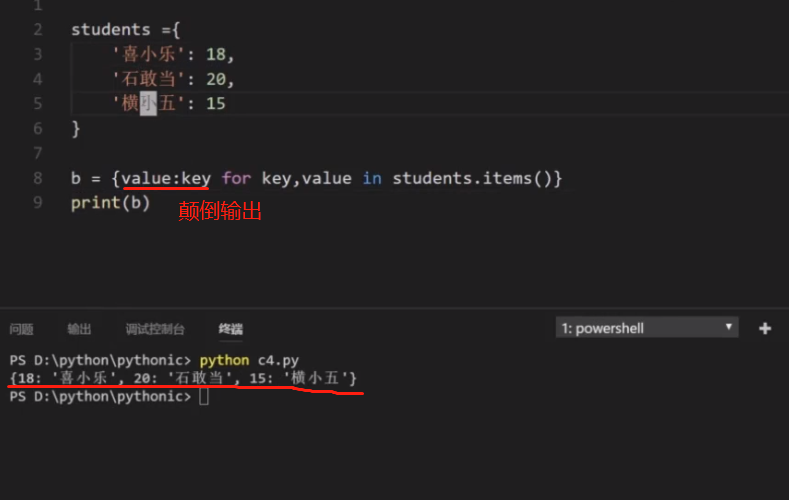 1
2 students ={
3 '喜小乐': 18,
4 '石敢当': 20,
5 '横小五': 15
6 }
7
8 b = {value:key for key,value in students.items()}
9 print(b)
颠倒输出
问题 输出 调试控制台 终端 1: powershell
PS D:\python\pythonic> python c4.py
{18: '喜小乐', 20: '石敢当', 15: '横小五'}
PS D:\python\pythonic>